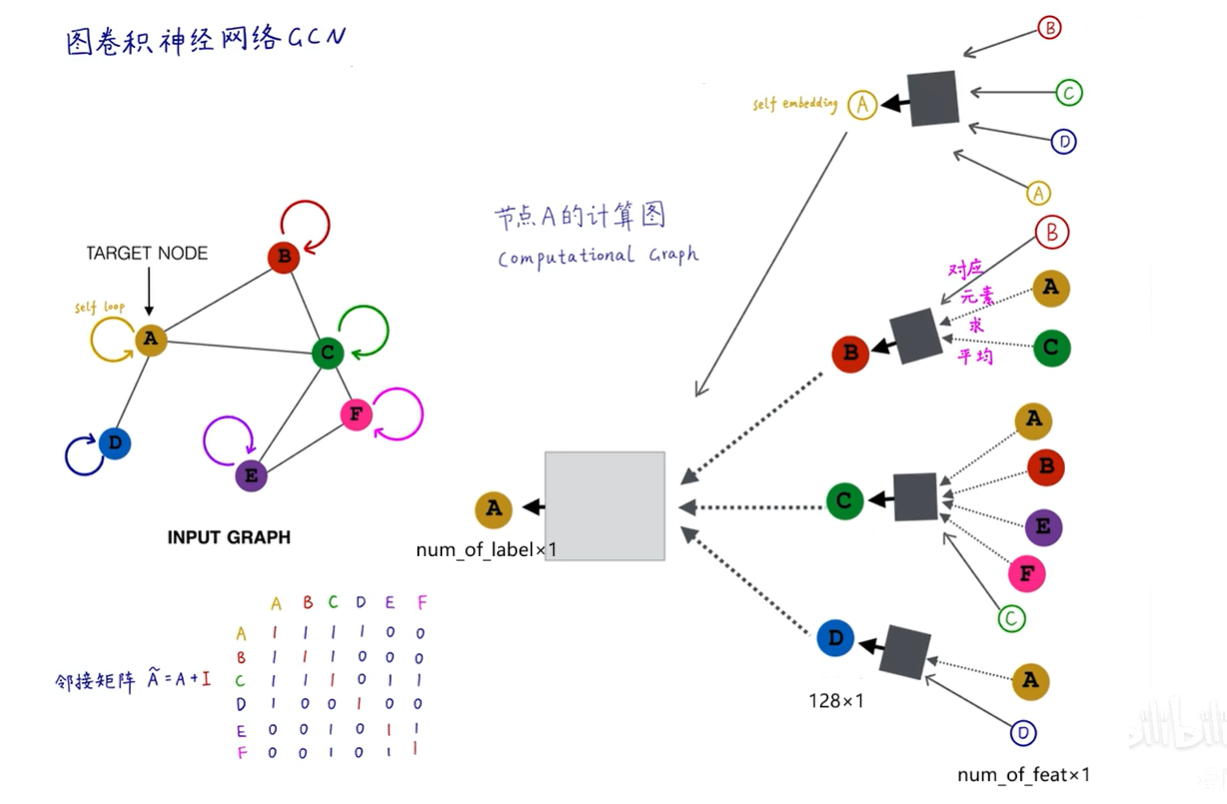 图卷积神经网络GCN
TARGET NODE
self loop
A
B
C
D
E
F
INPUT GRAPH
邻接矩阵 Ã=A+I
A B C D E F
A 1 1 1 1 0 0
B 1 1 1 0 0 0
C 1 1 1 0 1 1
D 1 0 0 1 0 0
E 0 0 1 0 1 1
F 0 0 1 0 1 1
节点A的计算图
Computational Graph
self embedding A
B
C
D
A
B
对应
元素
求
平均
A
C
B
A
B
E
F
C
C
A
D
D
A
num_of_label×1
128×1
num_of_feat×1
bilibili